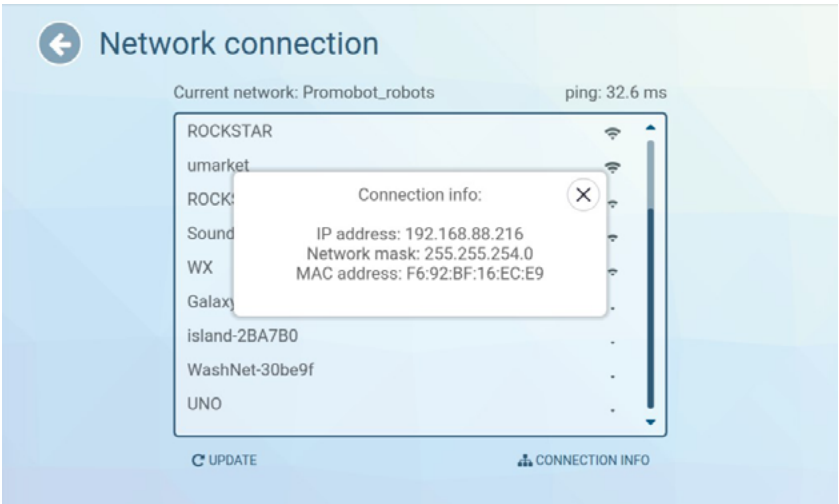 Network connection
Current network: Promobot_robots ping: 32.6 ms
ROCKSTAR
umarket
Connection info:
IP address: 192.168.88.216
Network mask: 255.255.254.0
MAC address: F6:92:BF:16:EC:E9
Sound
WX
Galaxy
island-2BA7B0
WashNet-30be9f
UNO
UPDATE CONNECTION INFO